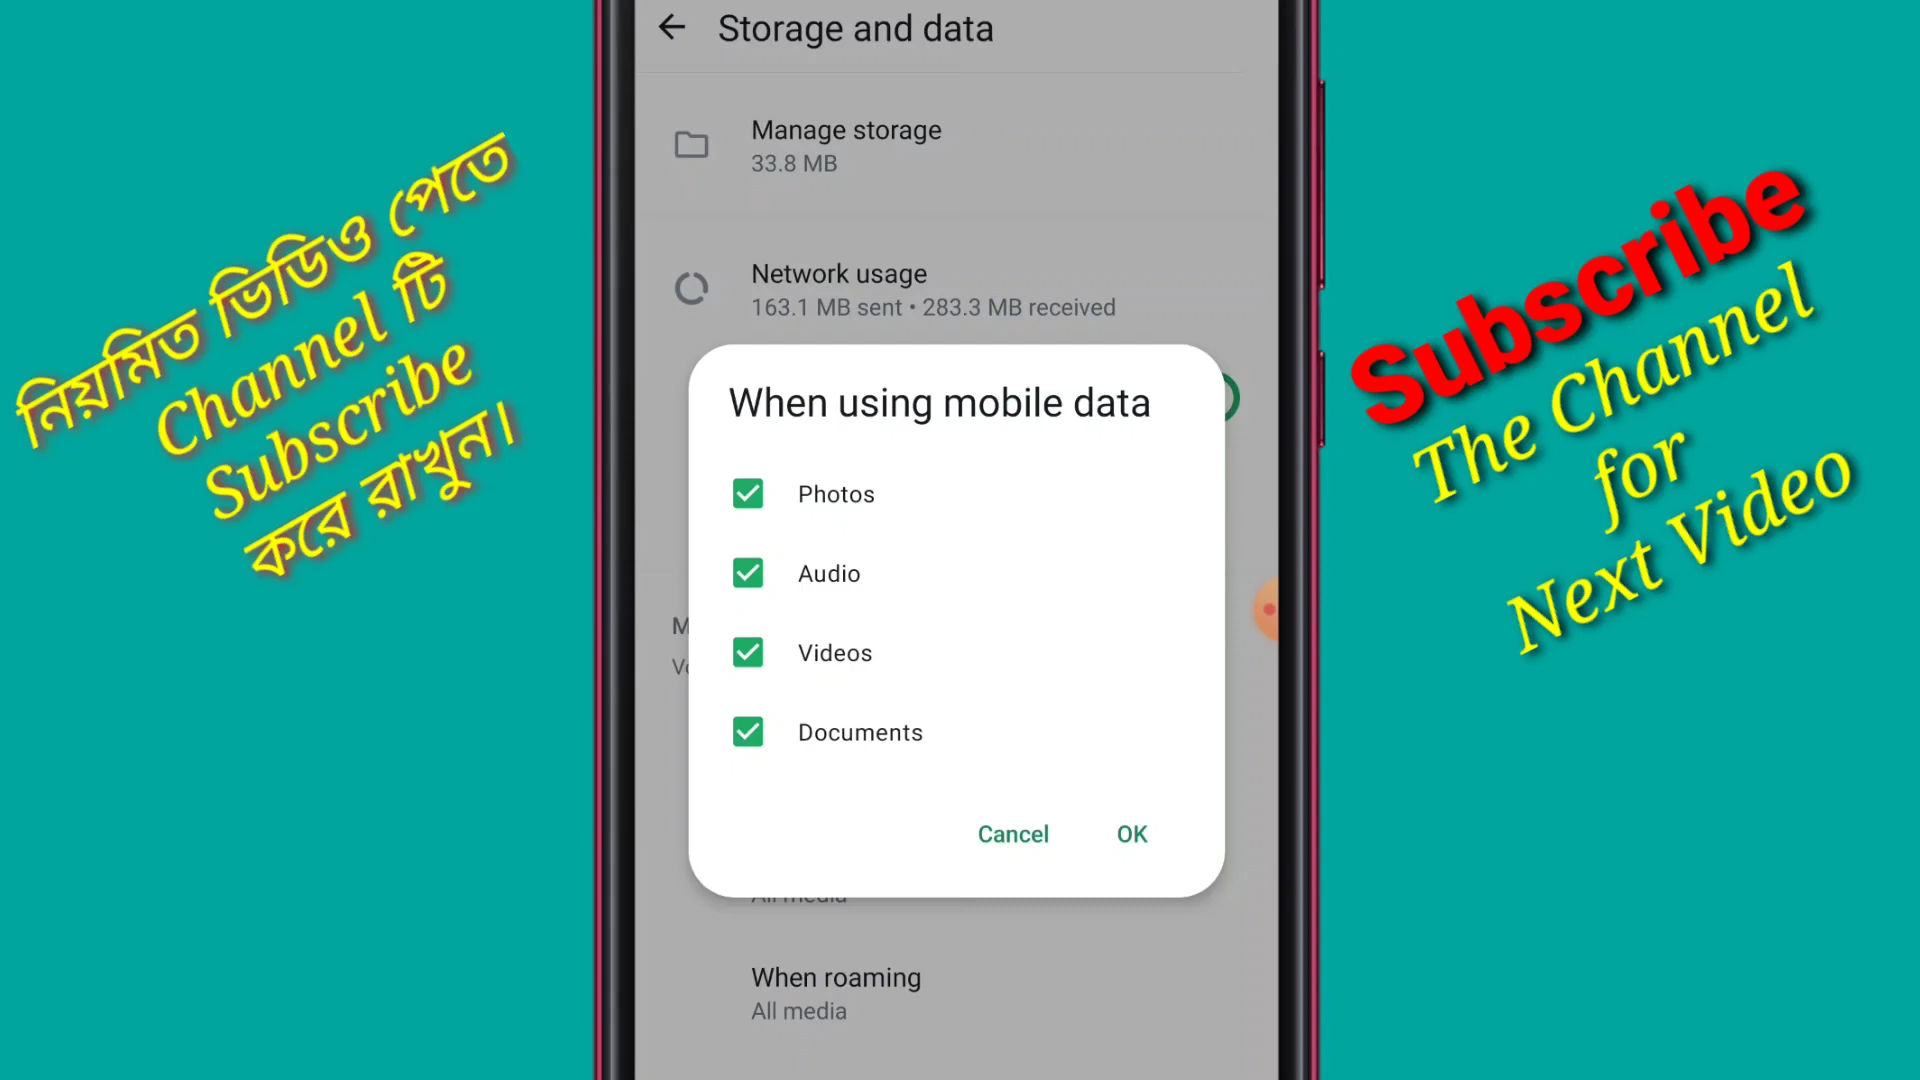 নিয়মিত ভিডিও পেতে
Channel টি
Subscribe
করে রাখুন।
Storage and data
Manage storage
33.8 MB
Network usage
163.1 MB sent • 283.3 MB received
When using mobile data
Photos
Audio
Videos
Documents
Cancel
OK
All media
When roaming
All media
Subscribe
The Channel
for
Next Video